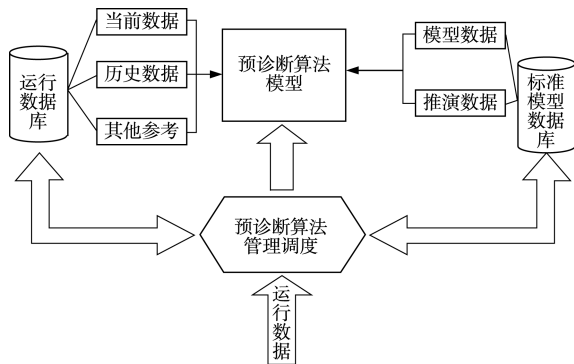 当前数据
历史数据
其他参考
运行
数据
库
预诊断算法
模型
模型数据
推演数据
标准
模型
数据
库
预诊断算法
管理调度
运
行
数
据